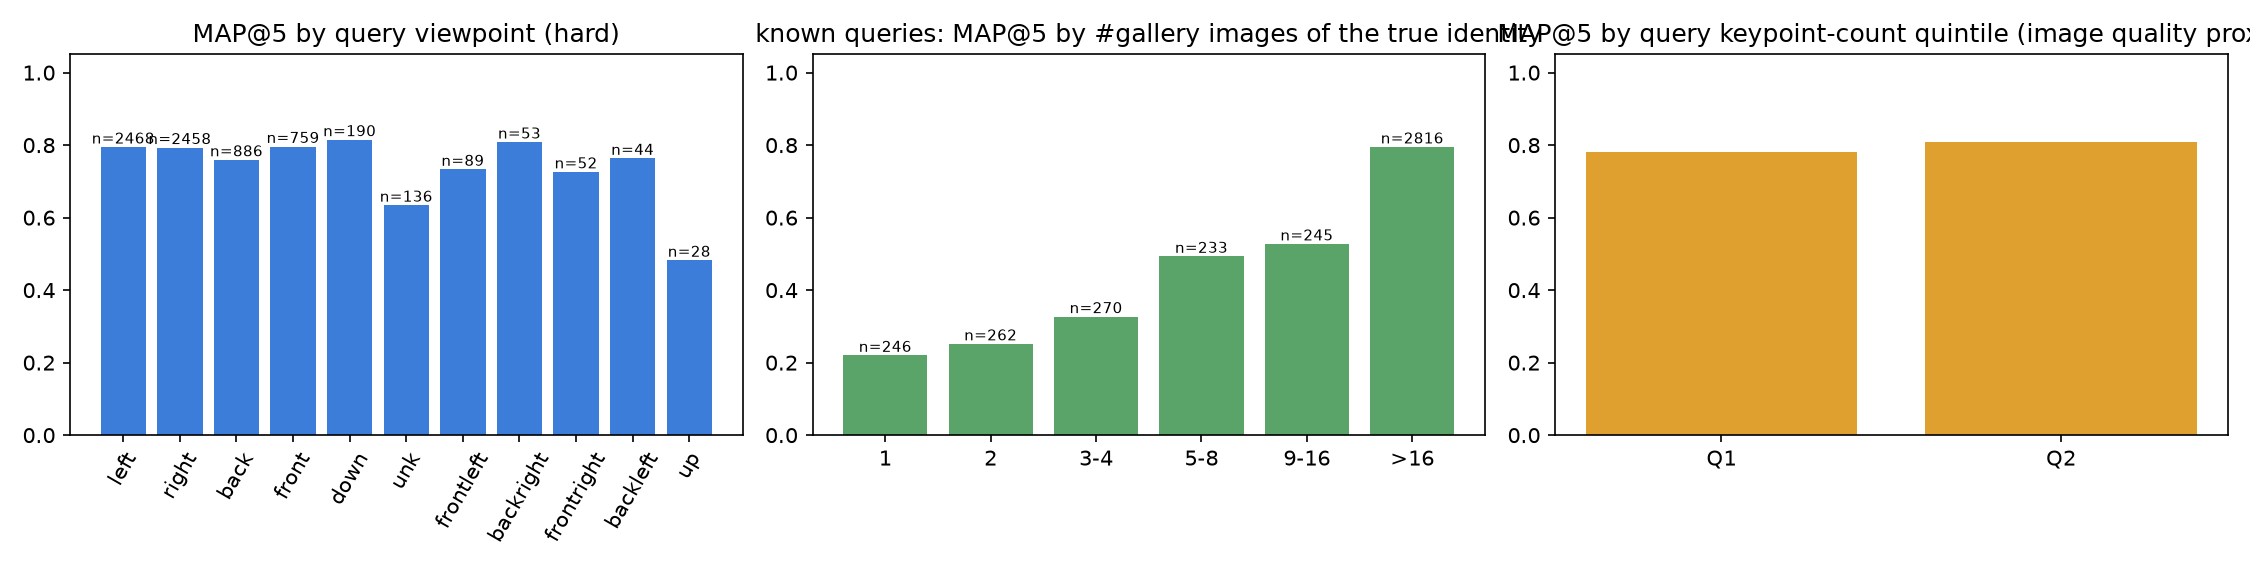 MAP@5 by query viewpoint (hard)
1.0
0.8
0.6
0.4
0.2
0.0
n=2468
n=2458
n=886
n=759
n=190
n=136
n=89
n=53
n=52
n=44
n=28
left
right
back
front
down
unk
frontleft
backright
frontright
backleft
up
known queries: MAP@5 by #gallery images of the true identity
1.0
0.8
0.6
0.4
0.2
0.0
n=246
n=262
n=270
n=233
n=245
n=2816
1
2
3-4
5-8
9-16
>16
MAP@5 by query keypoint-count quintile (image quality prox
1.0
0.8
0.6
0.4
0.2
0.0
Q1
Q2